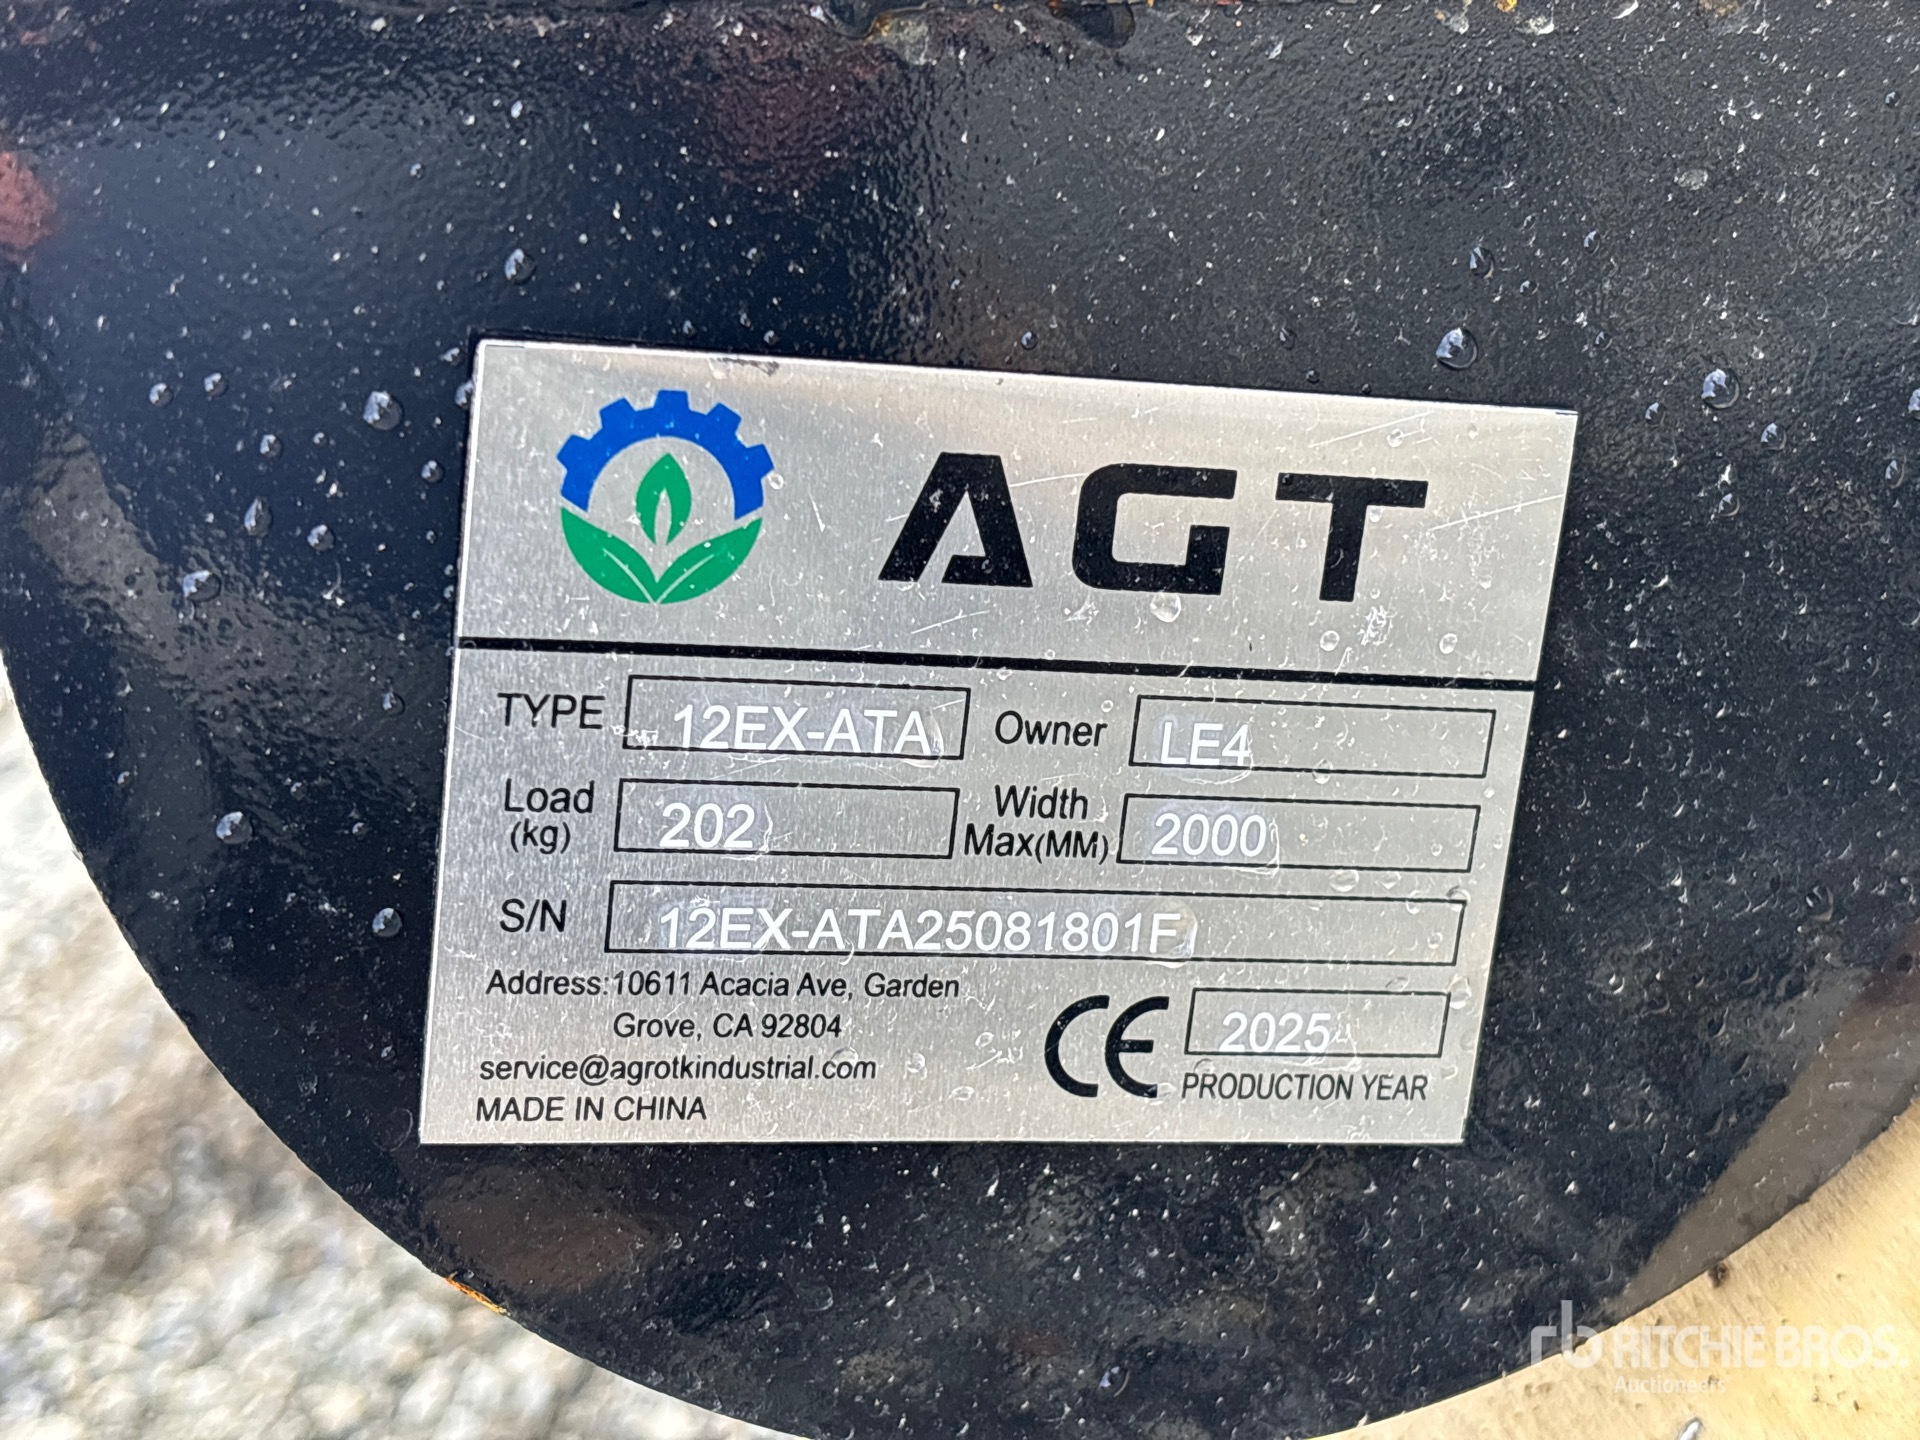 AGT
TYPE 12EX-ATA Owner LE4
Load (kg) 202 Width Max(MM) 2000
S/N 12EX-ATA25081801F
Address:10611 Acacia Ave, Garden
Grove, CA 92804
service@agrotkindustrial.com
MADE IN CHINA
CE 2025
PRODUCTION YEAR
rb RITCHIE BROS.
Auctioneers